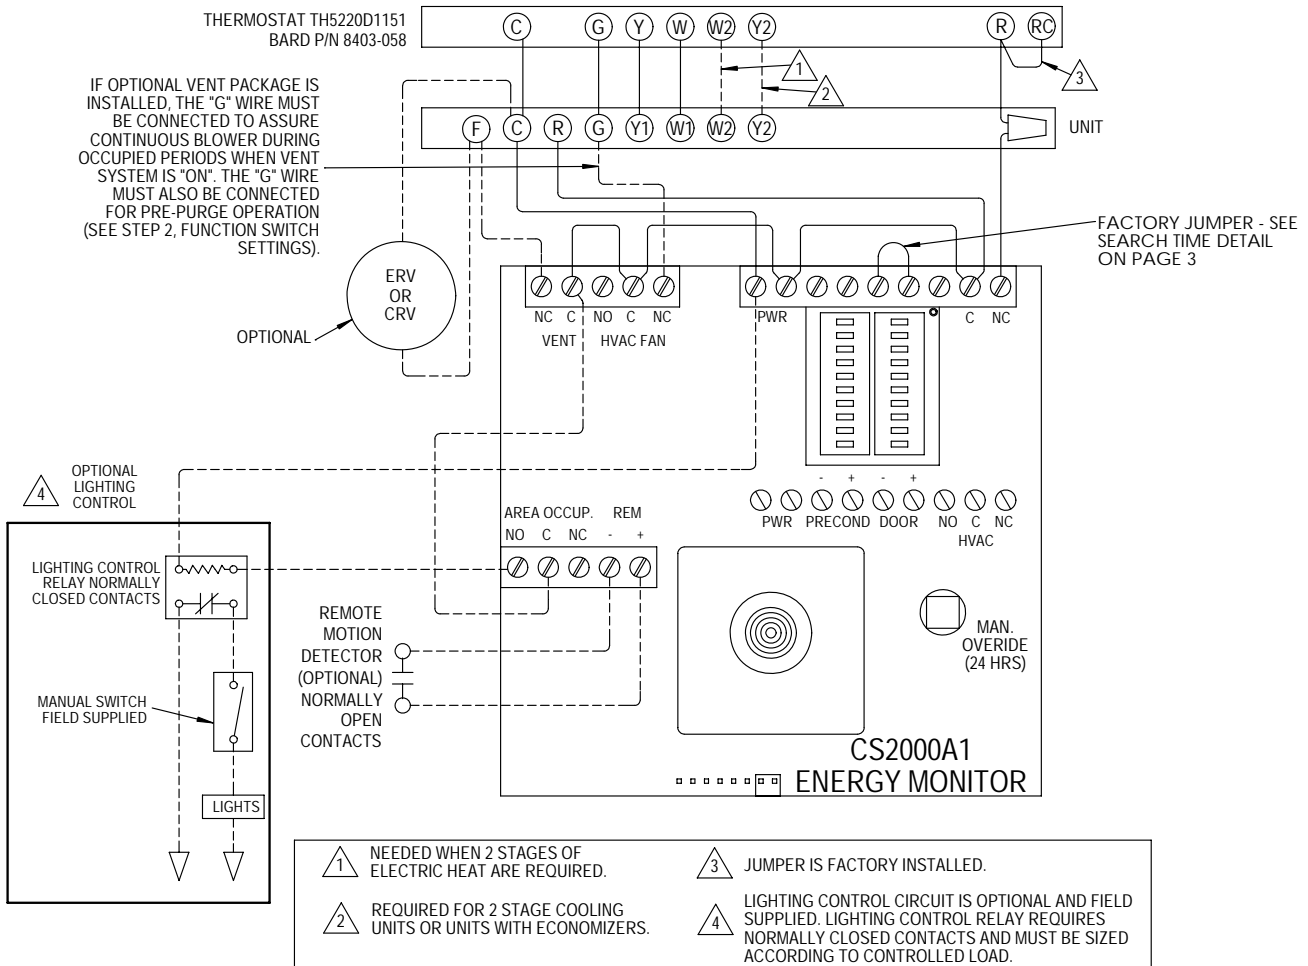 THERMOSTAT TH5220D1151
BARD P/N 8403-058
C G Y W W2 Y2 R RC
1
2
3
IF OPTIONAL VENT PACKAGE IS
INSTALLED, THE "G" WIRE MUST
BE CONNECTED TO ASSURE
CONTINUOUS BLOWER DURING
OCCUPIED PERIODS WHEN VENT
SYSTEM IS "ON". THE "G" WIRE
MUST ALSO BE CONNECTED
FOR PRE-PURGE OPERATION
(SEE STEP 2, FUNCTION SWITCH
SETTINGS).
F C R G Y1 W1 W2 Y2
UNIT
FACTORY JUMPER - SEE
SEARCH TIME DETAIL
ON PAGE 3
ERV
OR
CRV
OPTIONAL
NC C NO C NC
VENT HVAC FAN
PWR C NC
4
OPTIONAL
LIGHTING
CONTROL
- + - +
PWR PRECOND DOOR NO C NC
HVAC
AREA OCCUP. REM
NO C NC - +
LIGHTING CONTROL
RELAY NORMALLY
CLOSED CONTACTS
REMOTE
MOTION
DETECTOR
(OPTIONAL)
NORMALLY
OPEN
CONTACTS
MAN.
OVERIDE
(24 HRS)
MANUAL SWITCH
FIELD SUPPLIED
LIGHTS
CS2000A1
ENERGY MONITOR
1 NEEDED WHEN 2 STAGES OF
ELECTRIC HEAT ARE REQUIRED.
2 REQUIRED FOR 2 STAGE COOLING
UNITS OR UNITS WITH ECONOMIZERS.
3 JUMPER IS FACTORY INSTALLED.
4 LIGHTING CONTROL CIRCUIT IS OPTIONAL AND FIELD
SUPPLIED. LIGHTING CONTROL RELAY REQUIRES
NORMALLY CLOSED CONTACTS AND MUST BE SIZED
ACCORDING TO CONTROLLED LOAD.